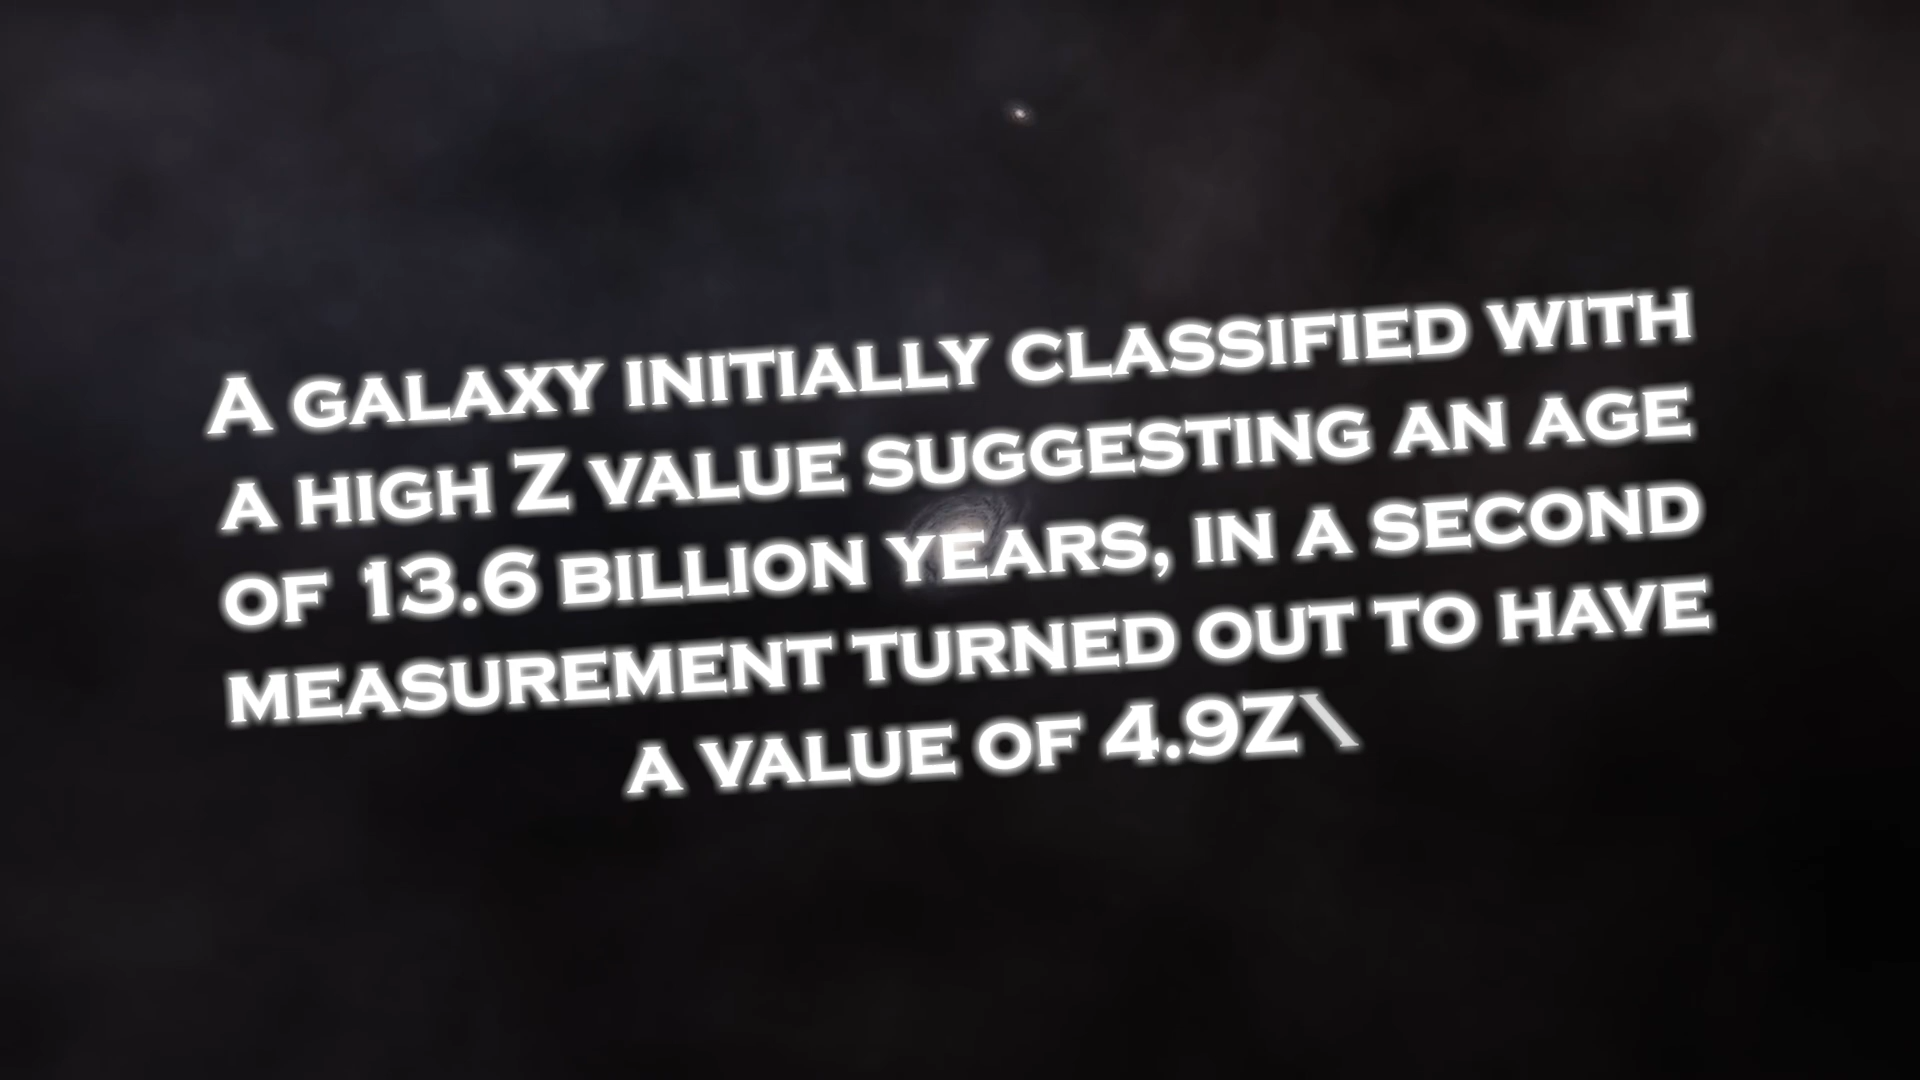 A galaxy initially classified with
a high Z value suggesting an age
of 13.6 billion years, in a second
measurement turned out to have
a value of 4.9Z\